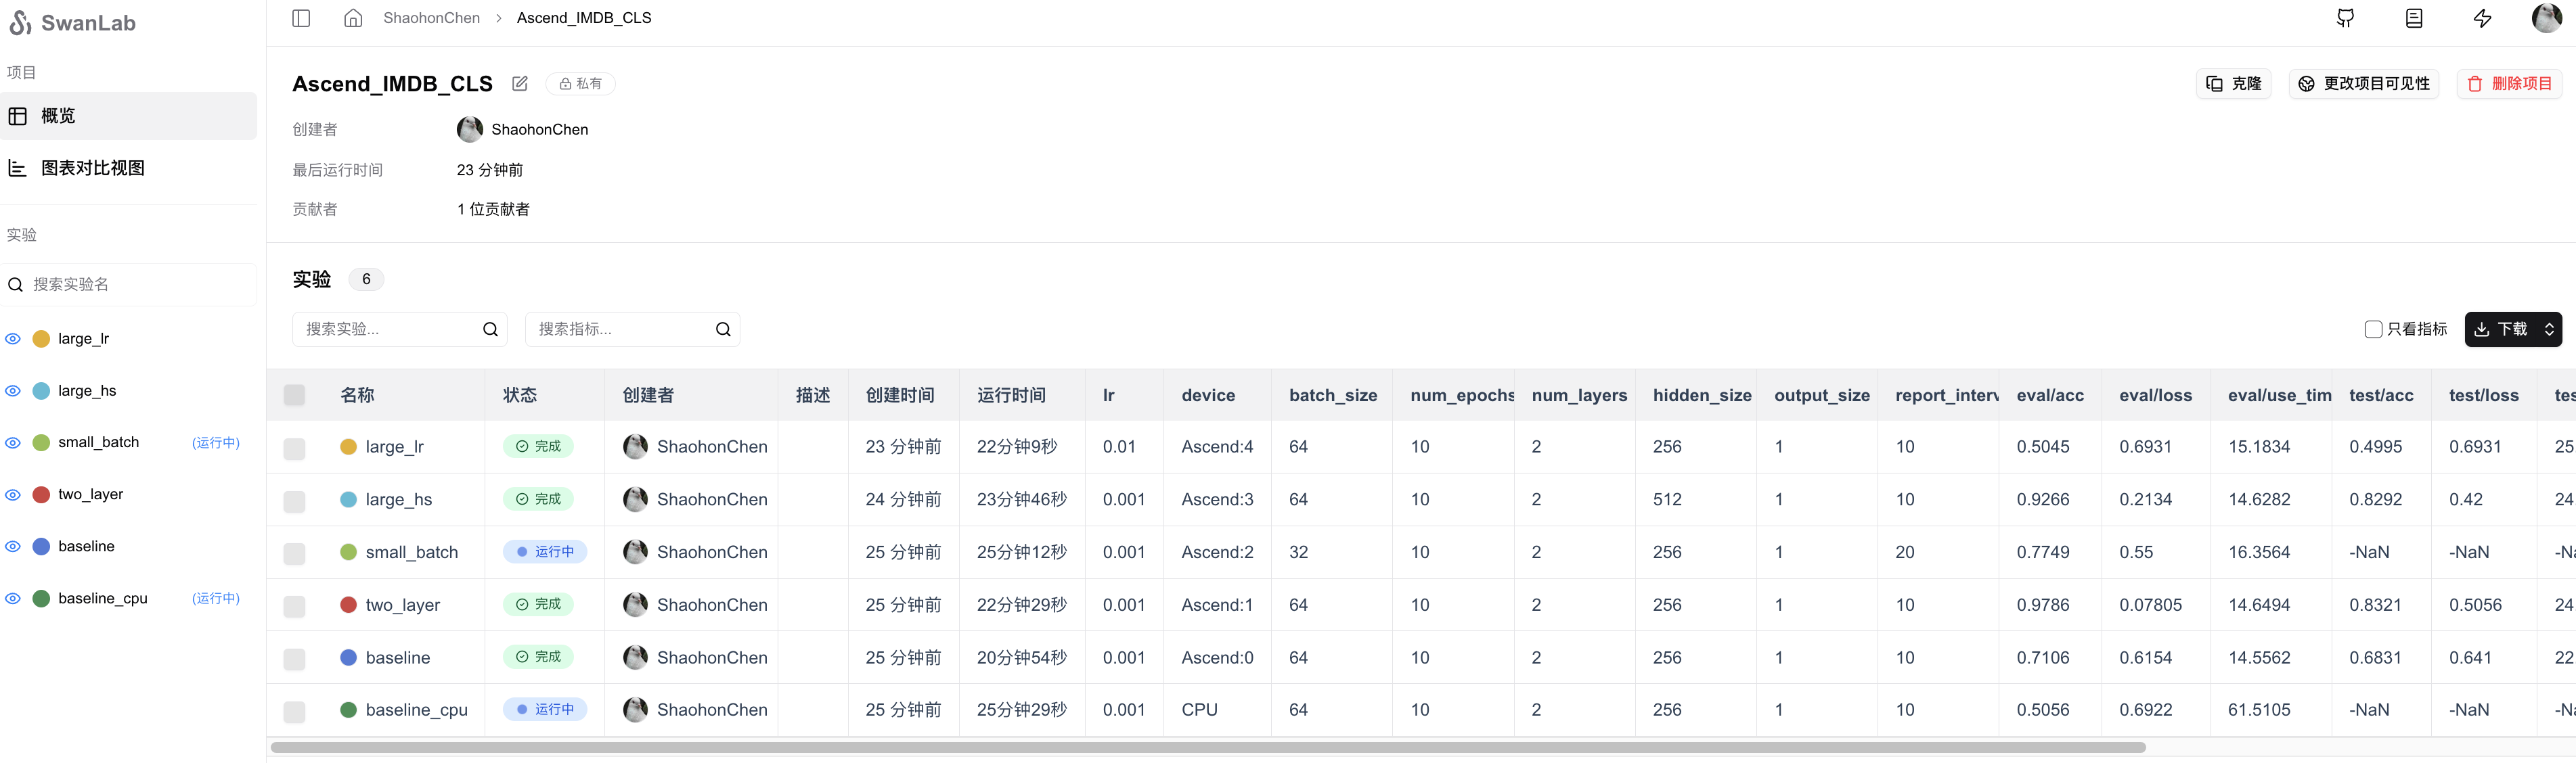 SwanLab
ShaohonChen > Ascend_IMDB_CLS
项目
概览
图表对比视图
实验
搜索实验名
large_lr
large_hs
small_batch (运行中)
two_layer
baseline
baseline_cpu (运行中)
Ascend_IMDB_CLS 私有
克隆 更改项目可见性 删除项目
创建者 ShaohonChen
最后运行时间 23 分钟前
贡献者 1 位贡献者
实验 6
搜索实验... 搜索指标... 只看指标 下载
名称 状态 创建者 描述 创建时间 运行时间 lr device batch_size num_epochs num_layers hidden_size output_size report_interv eval/acc eval/loss eval/use_tim test/acc test/loss tes
large_lr 完成 ShaohonChen 23 分钟前 22分钟9秒 0.01 Ascend:4 64 10 2 256 1 10 0.5045 0.6931 15.1834 0.4995 0.6931 25
large_hs 完成 ShaohonChen 24 分钟前 23分钟46秒 0.001 Ascend:3 64 10 2 512 1 10 0.9266 0.2134 14.6282 0.8292 0.42 24
small_batch 运行中 ShaohonChen 25 分钟前 25分钟12秒 0.001 Ascend:2 32 10 2 256 1 20 0.7749 0.55 16.3564 -NaN -NaN -Na
two_layer 完成 ShaohonChen 25 分钟前 22分钟29秒 0.001 Ascend:1 64 10 2 256 1 10 0.9786 0.07805 14.6494 0.8321 0.5056 24
baseline 完成 ShaohonChen 25 分钟前 20分钟54秒 0.001 Ascend:0 64 10 2 256 1 10 0.7106 0.6154 14.5562 0.6831 0.641 22
baseline_cpu 运行中 ShaohonChen 25 分钟前 25分钟29秒 0.001 CPU 64 10 2 256 1 10 0.5056 0.6922 61.5105 -NaN -NaN -Na